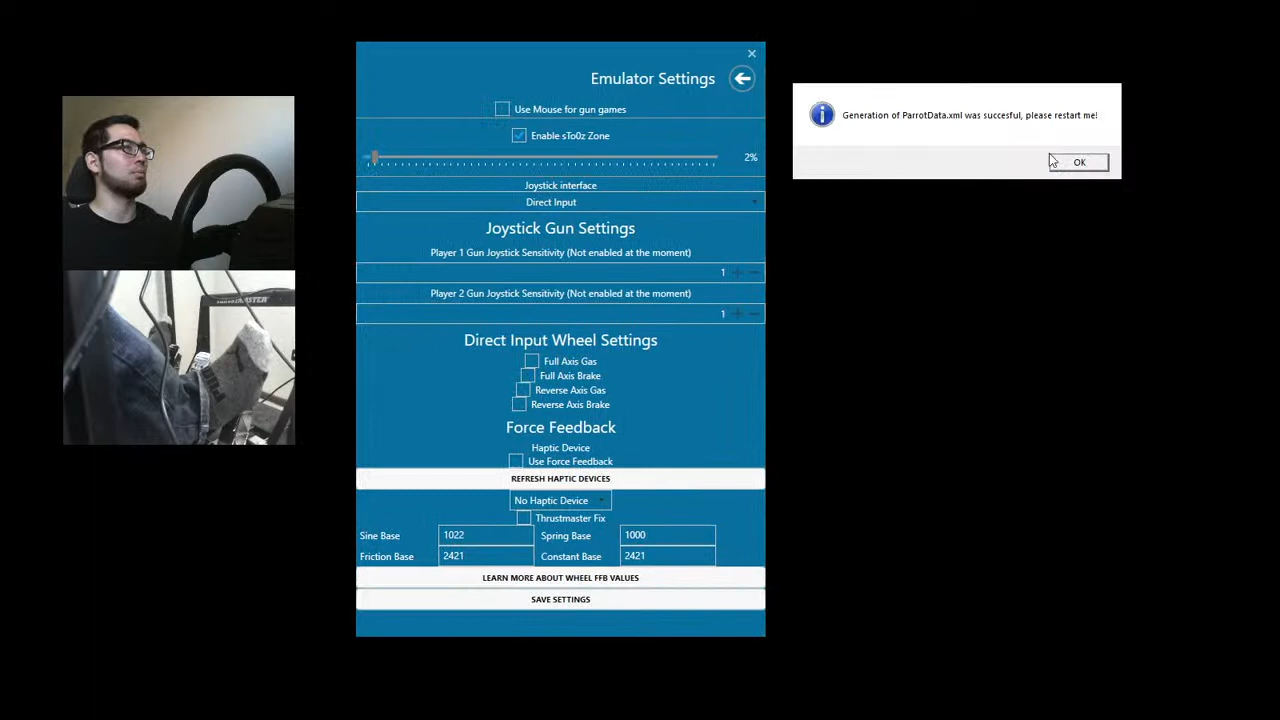 Emulator Settings
Use Mouse for gun games
Enable sTo0z Zone
2%
Joystick interface
Direct Input
Joystick Gun Settings
Player 1 Gun Joystick Sensitivity (Not enabled at the moment)
1
Player 2 Gun Joystick Sensitivity (Not enabled at the moment)
1
Direct Input Wheel Settings
Full Axis Gas
Full Axis Brake
Reverse Axis Gas
Reverse Axis Brake
Force Feedback
Haptic Device
Use Force Feedback
REFRESH HAPTIC DEVICES
No Haptic Device
Thrustmaster Fix
Sine Base 1022 Spring Base 1000
Friction Base 2421 Constant Base 2421
LEARN MORE ABOUT WHEEL FFB VALUES
SAVE SETTINGS
Generation of ParrotData.xml was succesful, please restart me!
OK